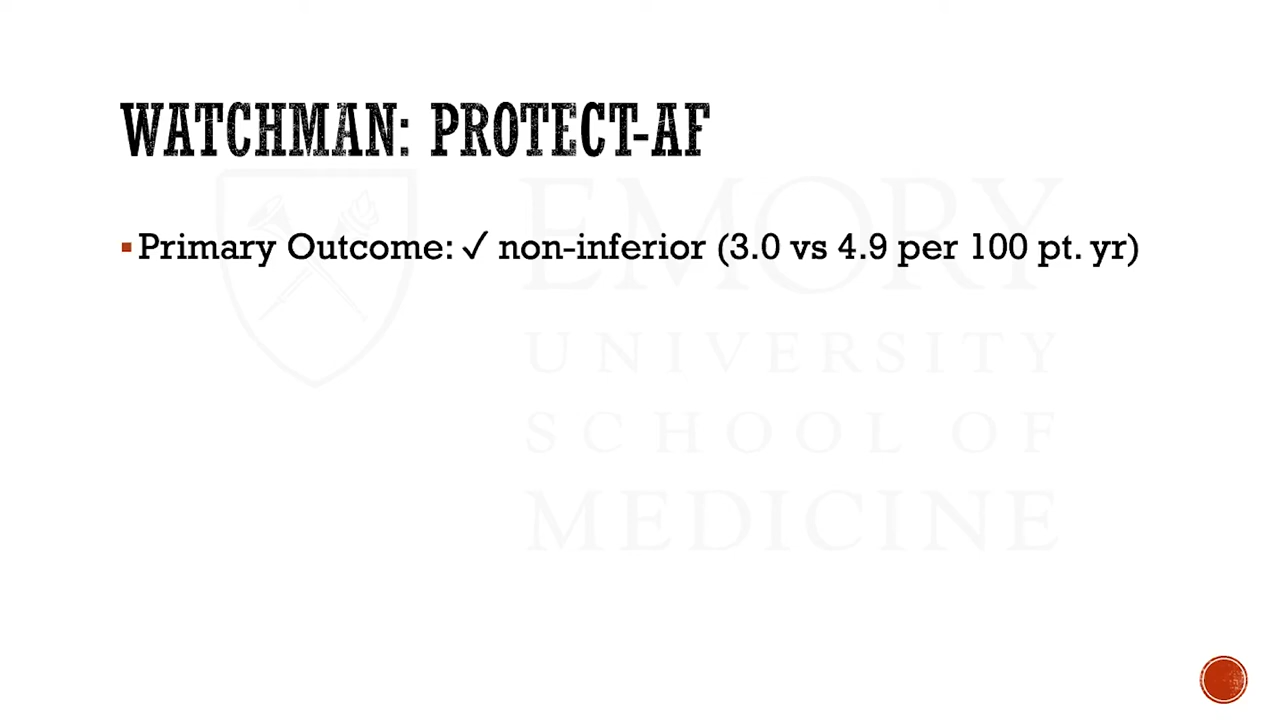 WATCHMAN: PROTECT-AF
▪Primary Outcome: ✓ non-inferior (3.0 vs 4.9 per 100 pt. yr)
EMORY
UNIVERSITY
SCHOOL OF
MEDICINE